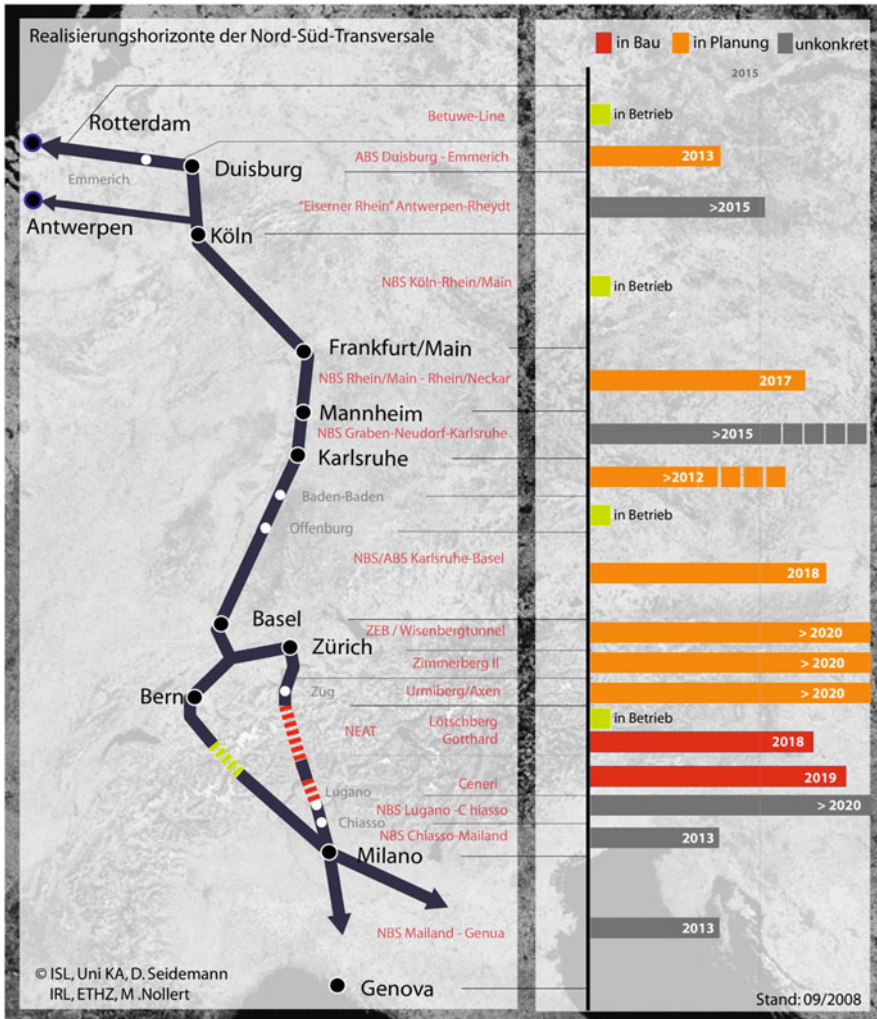 Realisierungshorizonte der Nord-Süd-Transversale
in Bau
in Planung
unkonkret
2015
Rotterdam
Betuwe-Line
in Betrieb
Emmerich
Duisburg
ABS Duisburg - Emmerich
2013
Antwerpen
"Eiserner Rhein" Antwerpen-Rheydt
>2015
Köln
NBS Köln-Rhein/Main
in Betrieb
Frankfurt/Main
NBS Rhein/Main - Rhein/Neckar
2017
Mannheim
NBS Graben-Neudorf-Karlsruhe
>2015
Karlsruhe
>2012
Baden-Baden
in Betrieb
Offenburg
NBS/ABS Karlsruhe-Basel
2018
Basel
ZEB / Wisenbergtunnel
> 2020
Zürich
Zimmerberg II
> 2020
Bern
Zug
Urmiberg/Axen
> 2020
NEAT
Lötschberg
in Betrieb
Gotthard
2018
Ceneri
2019
Lugano
NBS Lugano -C hiasso
> 2020
Chiasso
NBS Chiasso-Mailand
2013
Milano
NBS Mailand - Genua
2013
© ISL, Uni KA, D. Seidemann
IRL, ETHZ, M .Nollert
Genova
Stand: 09/2008